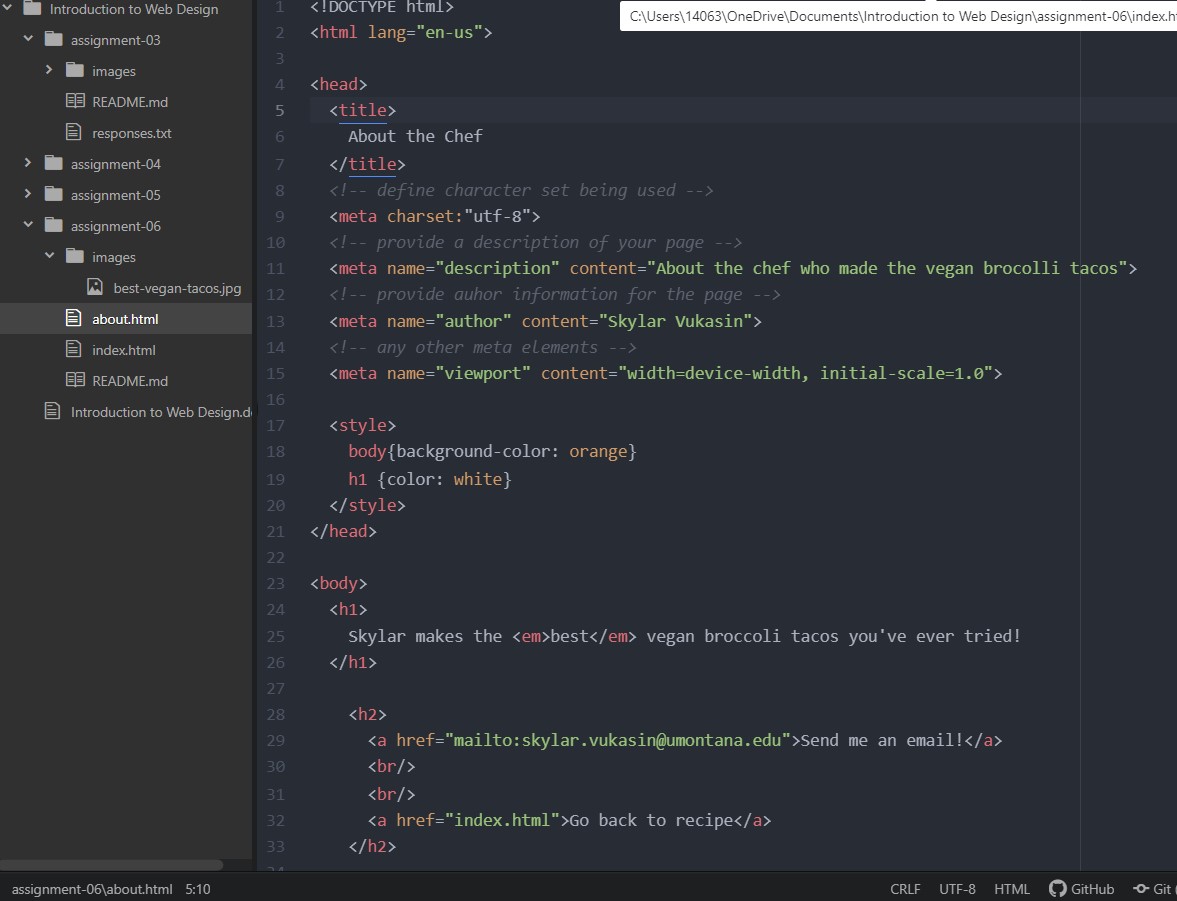 Introduction to Web Design
assignment-03
images
README.md
responses.txt
assignment-04
assignment-05
assignment-06
images
best-vegan-tacos.jpg
about.html
index.html
README.md
Introduction to Web Design.d
C:\Users\14063\OneDrive\Documents\Introduction to Web Design\assignment-06\index.h
1 <!DOCTYPE html>
2 <html lang="en-us">
3
4 <head>
5 <title>
6 About the Chef
7 </title>
8 <!-- define character set being used -->
9 <meta charset:"utf-8">
10 <!-- provide a description of your page -->
11 <meta name="description" content="About the chef who made the vegan brocolli tacos">
12 <!-- provide auhor information for the page -->
13 <meta name="author" content="Skylar Vukasin">
14 <!-- any other meta elements -->
15 <meta name="viewport" content="width=device-width, initial-scale=1.0">
16
17 <style>
18 body{background-color: orange}
19 h1 {color: white}
20 </style>
21 </head>
22
23 <body>
24 <h1>
25 Skylar makes the <em>best</em> vegan broccoli tacos you've ever tried!
26 </h1>
27
28 <h2>
29 <a href="mailto:skylar.vukasin@umontana.edu">Send me an email!</a>
30 <br/>
31 <br/>
32 <a href="index.html">Go back to recipe</a>
33 </h2>
assignment-06\about.html 5:10 CRLF UTF-8 HTML GitHub Git